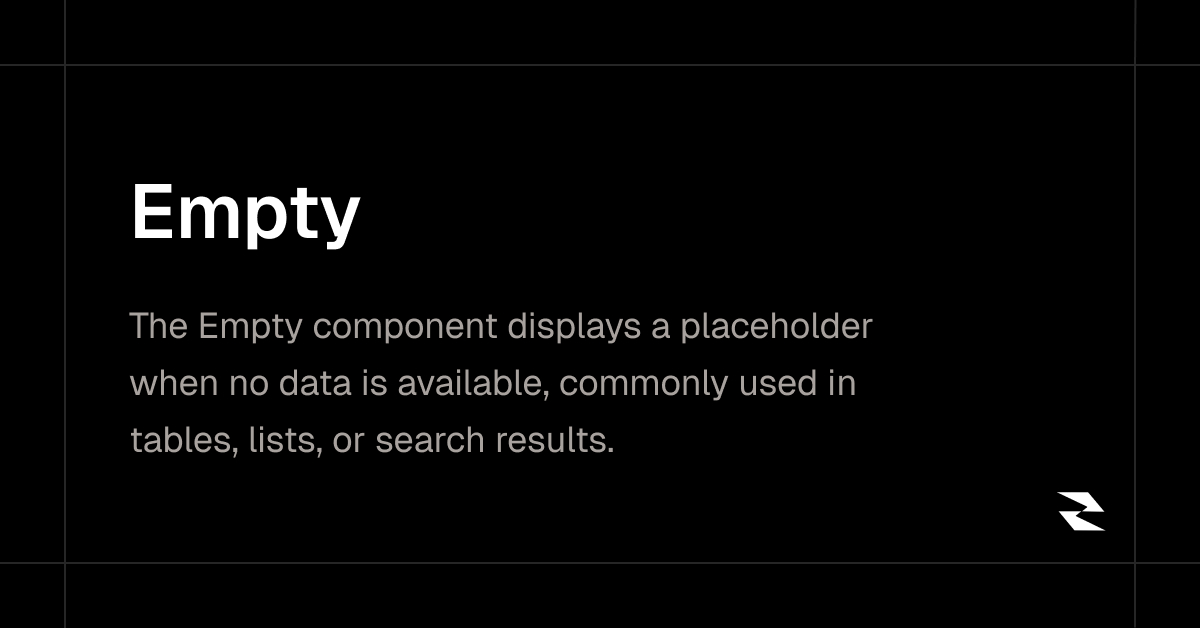 Empty
The Empty component displays a placeholder
when no data is available, commonly used in
tables, lists, or search results.